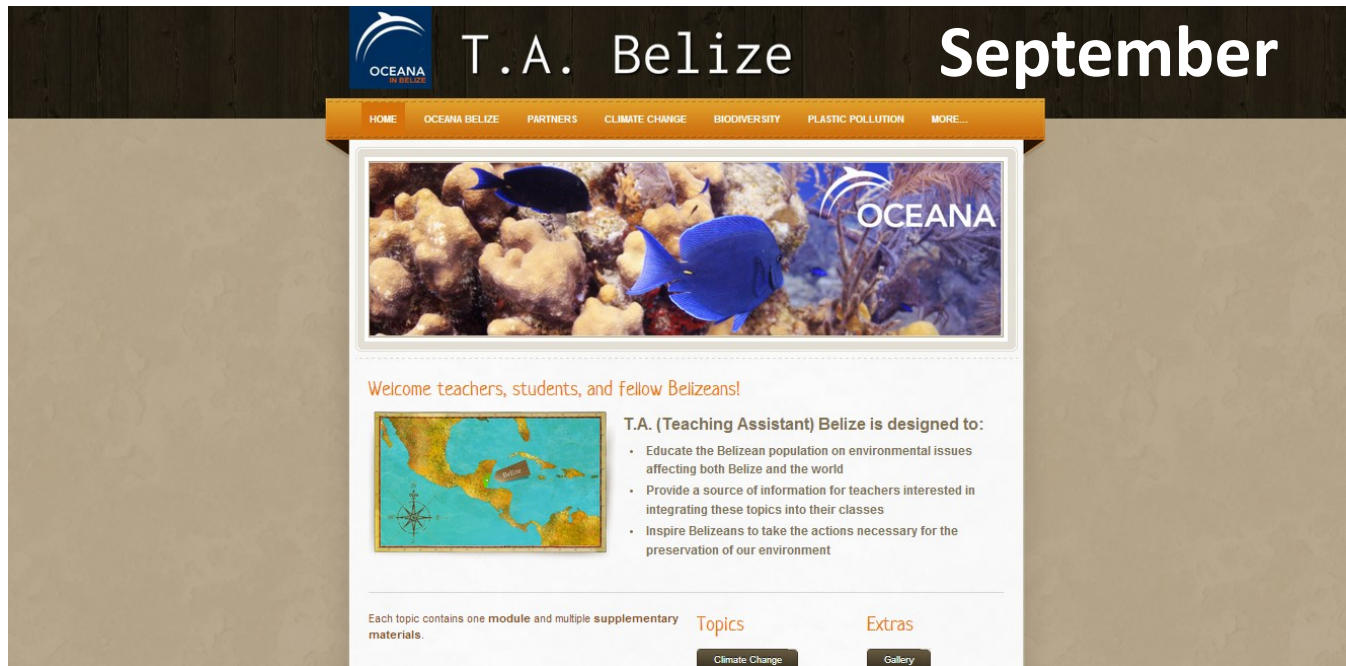 OCEANA
IN BELIZE
T.A. Belize
September
HOME OCEANA BELIZE PARTNERS CLIMATE CHANGE BIODIVERSITY PLASTIC POLLUTION MORE...
OCEANA
Welcome teachers, students, and fellow Belizeans!
Belize
T.A. (Teaching Assistant) Belize is designed to:
• Educate the Belizean population on environmental issues
affecting both Belize and the world
• Provide a source of information for teachers interested in
integrating these topics into their classes
• Inspire Belizeans to take the actions necessary for the
preservation of our environment
Each topic contains one module and multiple supplementary
materials.
Topics
Climate Change
Extras
Gallery